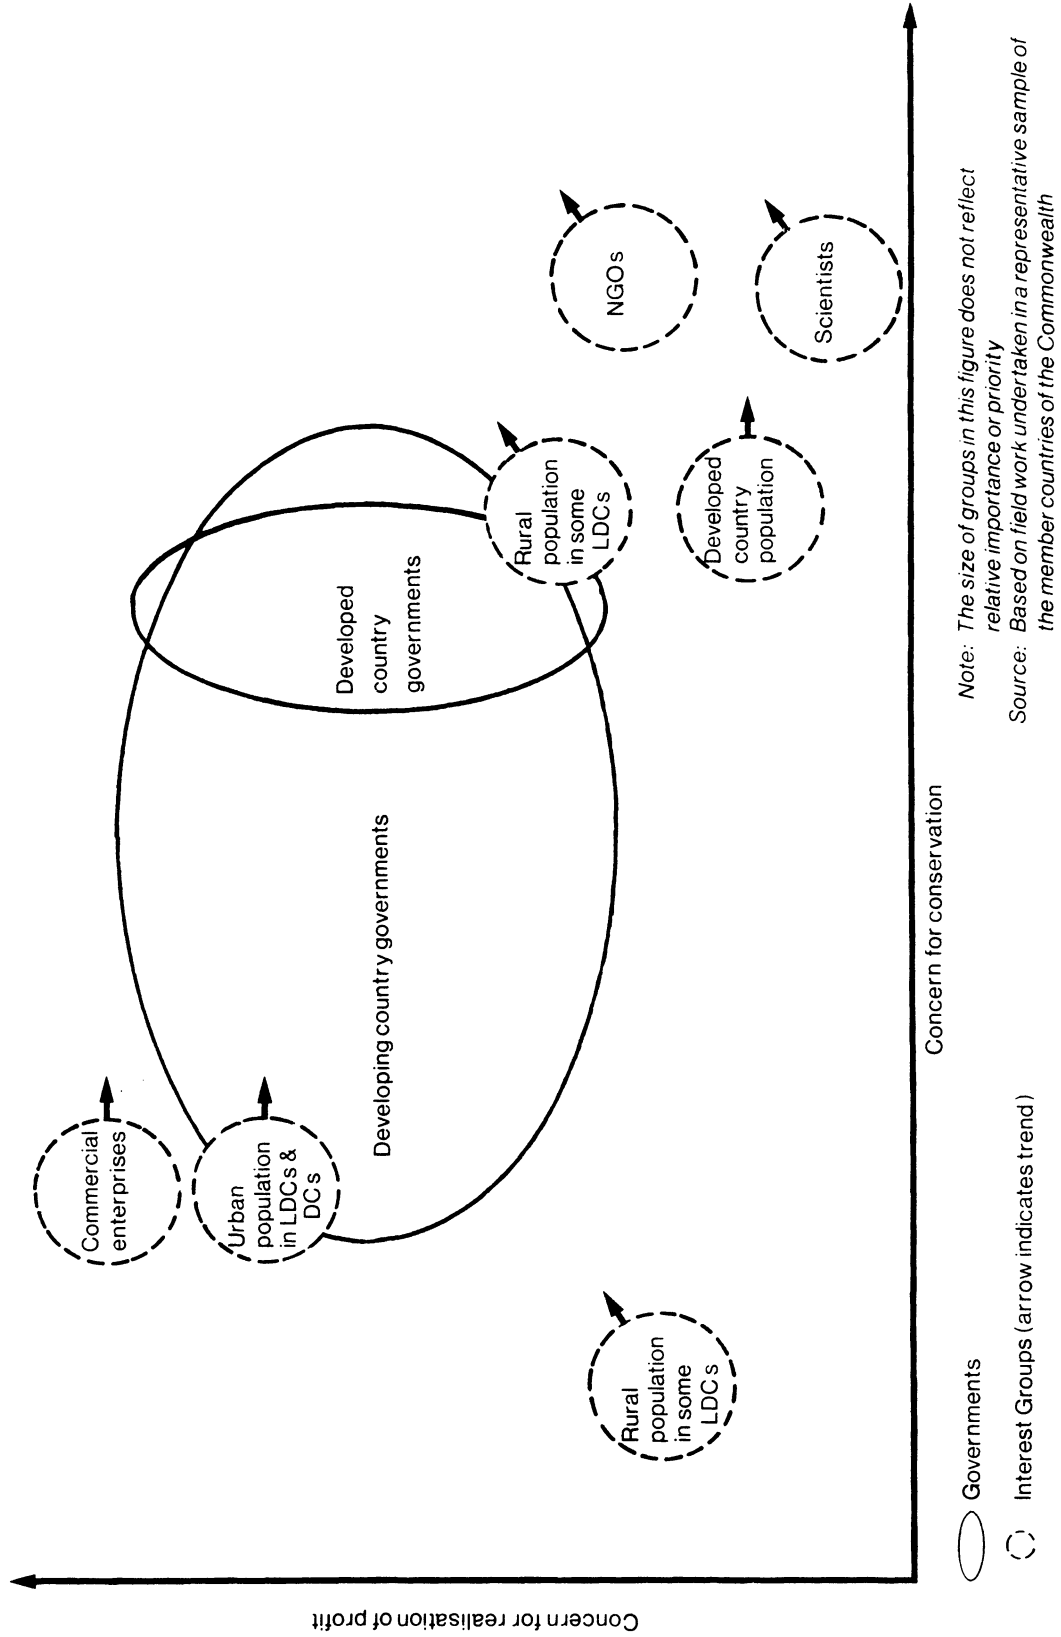 Concern for realisation of profit
Commercial
enterprises
Urban
population
in LDCs &
DCs
Developing country governments
Developed
country
governments
Rural
population
in some
LDCs
Rural
population
in some
LDCs
Developed
country
population
NGOs
Scientists
Concern for conservation
Governments
Interest Groups (arrow indicates trend)
Note: The size of groups in this figure does not reflect
relative importance or priority
Source: Based on field work undertaken in a representative sample of
the member countries of the Commonwealth